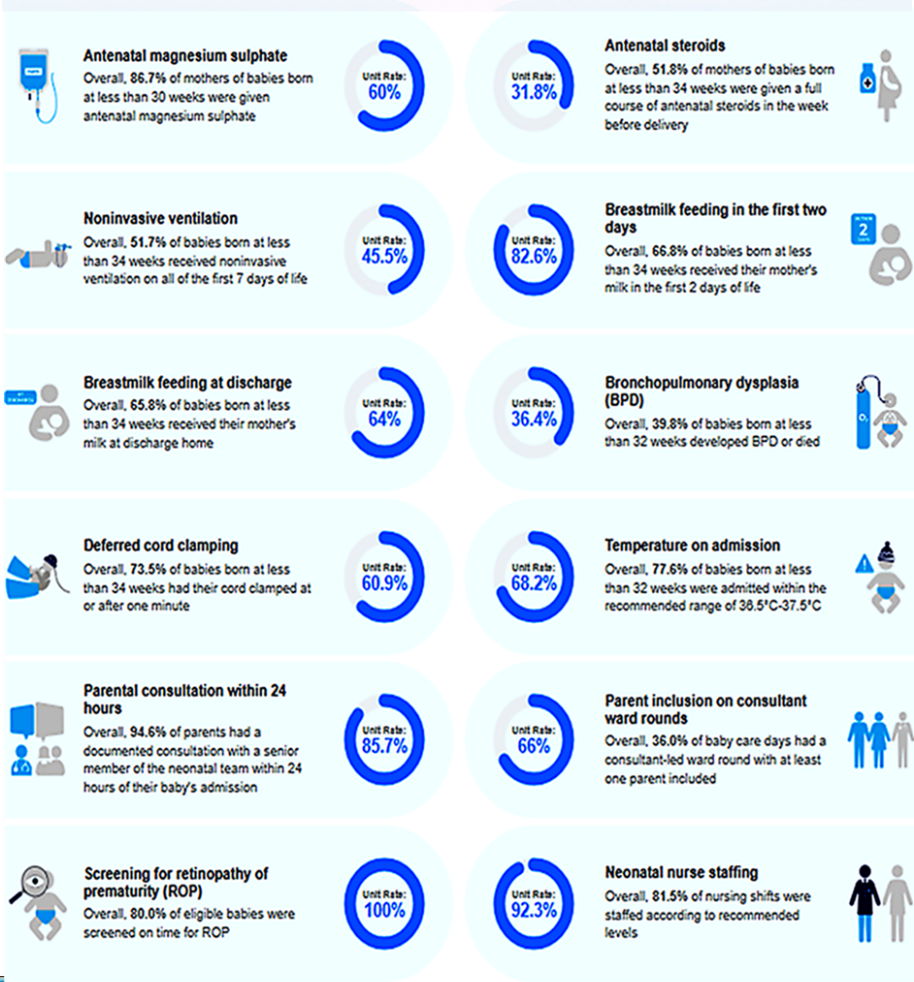 Antenatal magnesium sulphate
Overall, 86.7% of mothers of babies born
at less than 30 weeks were given
antenatal magnesium sulphate
Unit Rate:
60%
Unit Rate:
31.8%
Antenatal steroids
Overall, 51.8% of mothers of babies born
at less than 34 weeks were given a full
course of antenatal steroids in the week
before delivery
Noninvasive ventilation
Overall, 51.7% of babies born at less
than 34 weeks received noninvasive
ventilation on all of the first 7 days of life
Unit Rate:
45.5%
Unit Rate:
82.6%
Breastmilk feeding in the first two
days
Overall, 66.8% of babies born at less
than 34 weeks received their mother's
milk in the first 2 days of life
2
Breastmilk feeding at discharge
Overall, 65.8% of babies born at less
than 34 weeks received their mother's
milk at discharge home
Unit Rate:
64%
Unit Rate:
36.4%
Bronchopulmonary dysplasia
(BPD)
Overall, 39.8% of babies born at less
than 32 weeks developed BPD or died
O₂
Deferred cord clamping
Overall, 73.5% of babies born at less
than 34 weeks had their cord clamped at
or after one minute
Unit Rate:
60.9%
Unit Rate:
68.2%
Temperature on admission
Overall, 77.6% of babies born at less
than 32 weeks were admitted within the
recommended range of 36.5°C-37.5°C
Parental consultation within 24
hours
Overall, 94.6% of parents had a
documented consultation with a senior
member of the neonatal team within 24
hours of their baby's admission
Unit Rate:
85.7%
Unit Rate:
66%
Parent inclusion on consultant
ward rounds
Overall, 36.0% of baby care days had a
consultant-led ward round with at least
one parent included
Screening for retinopathy of
prematurity (ROP)
Overall, 80.0% of eligible babies were
screened on time for ROP
Unit Rate:
100%
Unit Rate:
92.3%
Neonatal nurse staffing
Overall, 81.5% of nursing shifts were
staffed according to recommended
levels